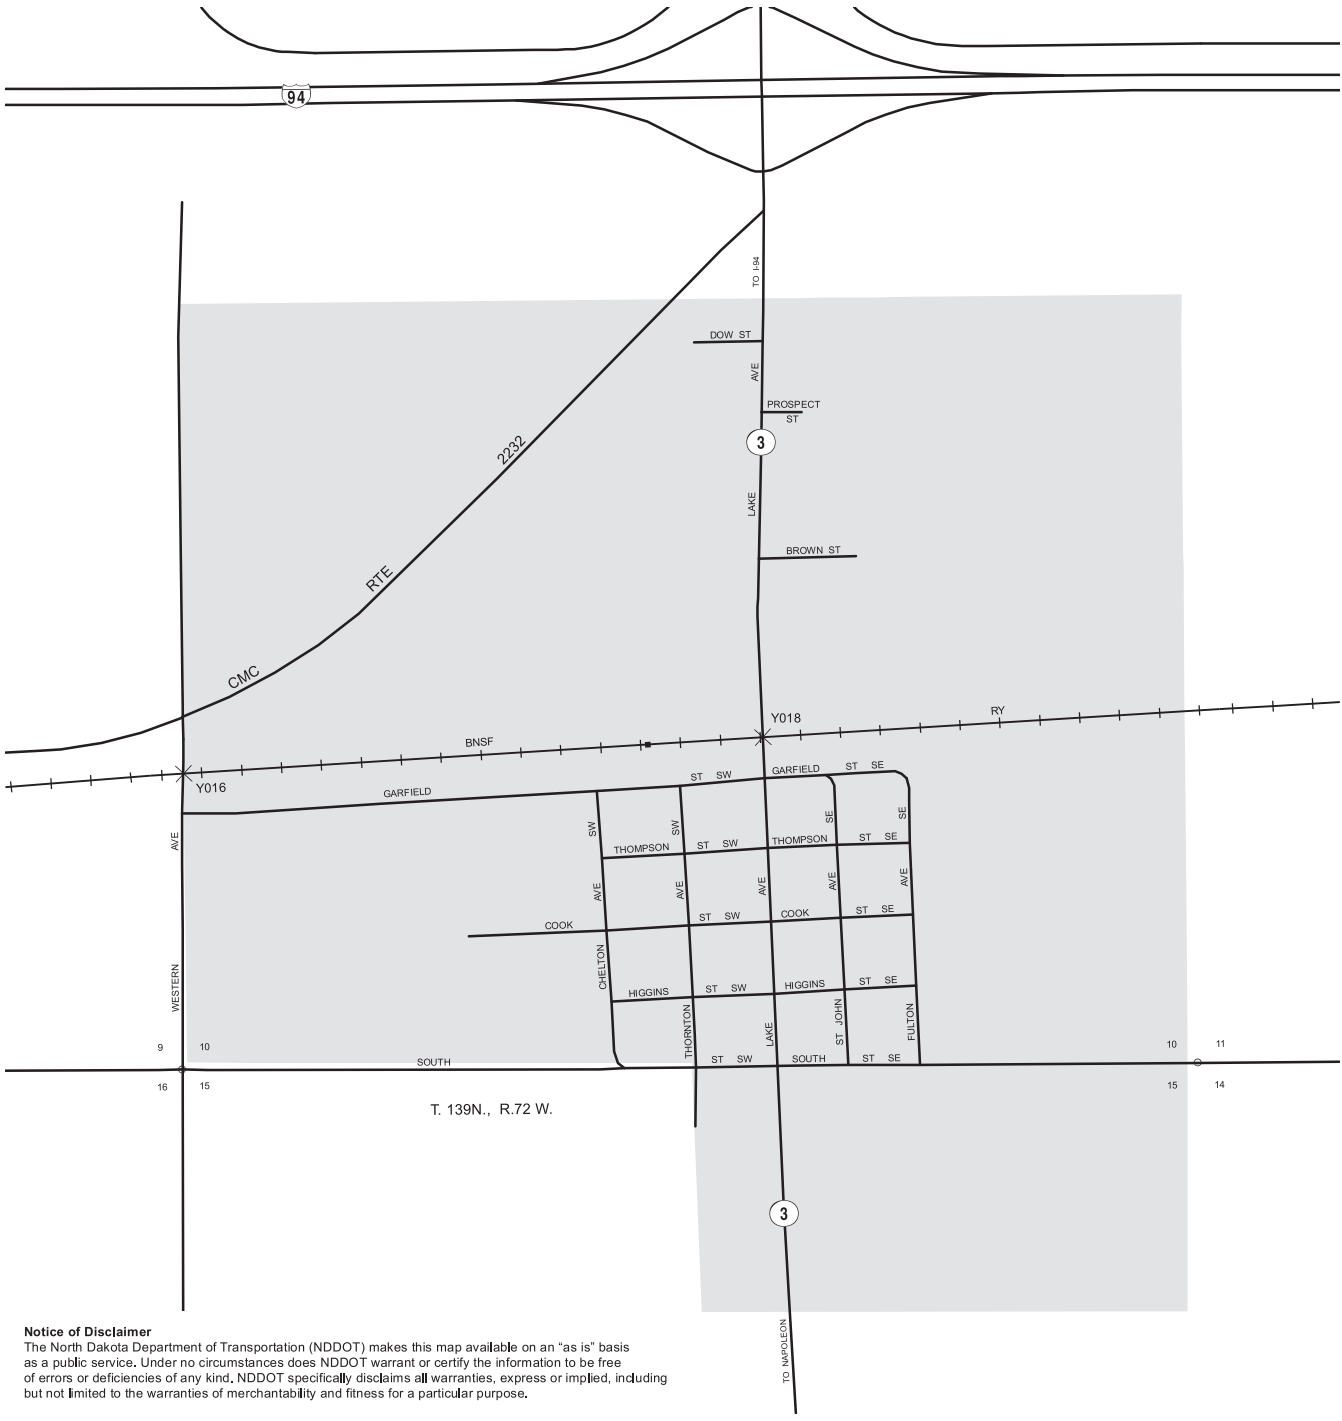 94
TO I-94
DOW ST
AVE
PROSPECT
ST
3
2232
LAKE
BROWN ST
RTE
CMC
Y018
RY
BNSF
Y016
GARFIELD
ST SW
GARFIELD
ST SE
AVE
SW
SW
SE
SE
THOMPSON
ST SW
THOMPSON
ST SE
AVE
AVE
AVE
AVE
AVE
COOK
ST SW
COOK
ST SE
WESTERN
CHELTON
HIGGINS
ST SW
HIGGINS
ST SE
THORNTON
LAKE
ST JOHN
FULTON
9
10
10
11
SOUTH
ST SW
SOUTH
ST SE
16
15
15
14
T. 139N., R.72 W.
3
TO NAPOLEON
Notice of Disclaimer
The North Dakota Department of Transportation (NDDOT) makes this map available on an “as is” basis
as a public service. Under no circumstances does NDDOT warrant or certify the information to be free
of errors or deficiencies of any kind. NDDOT specifically disclaims all warranties, express or implied, including
but not limited to the warranties of merchantability and fitness for a particular purpose.